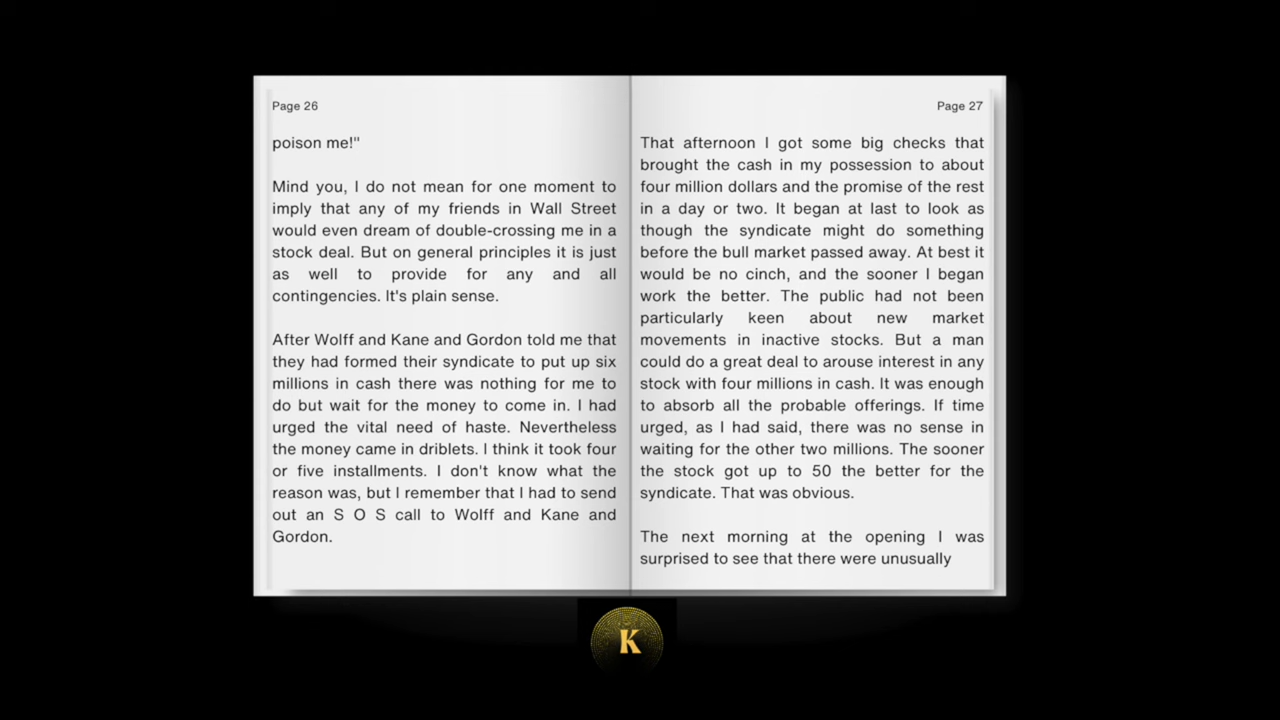 Page 26
poison me!"
Mind you, I do not mean for one moment to
imply that any of my friends in Wall Street
would even dream of double-crossing me in a
stock deal. But on general principles it is just
as well to provide for any and all
contingencies. It's plain sense.
After Wolff and Kane and Gordon told me that
they had formed their syndicate to put up six
millions in cash there was nothing for me to
do but wait for the money to come in. I had
urged the vital need of haste. Nevertheless
the money came in driblets. I think it took four
or five installments. I don't know what the
reason was, but I remember that I had to send
out an S O S call to Wolff and Kane and
Gordon.
Page 27
That afternoon I got some big checks that
brought the cash in my possession to about
four million dollars and the promise of the rest
in a day or two. It began at last to look as
though the syndicate might do something
before the bull market passed away. At best it
would be no cinch, and the sooner I began
work the better. The public had not been
particularly keen about new market
movements in inactive stocks. But a man
could do a great deal to arouse interest in any
stock with four millions in cash. It was enough
to absorb all the probable offerings. If time
urged, as I had said, there was no sense in
waiting for the other two millions. The sooner
the stock got up to 50 the better for the
syndicate. That was obvious.
The next morning at the opening I was
surprised to see that there were unusually
K